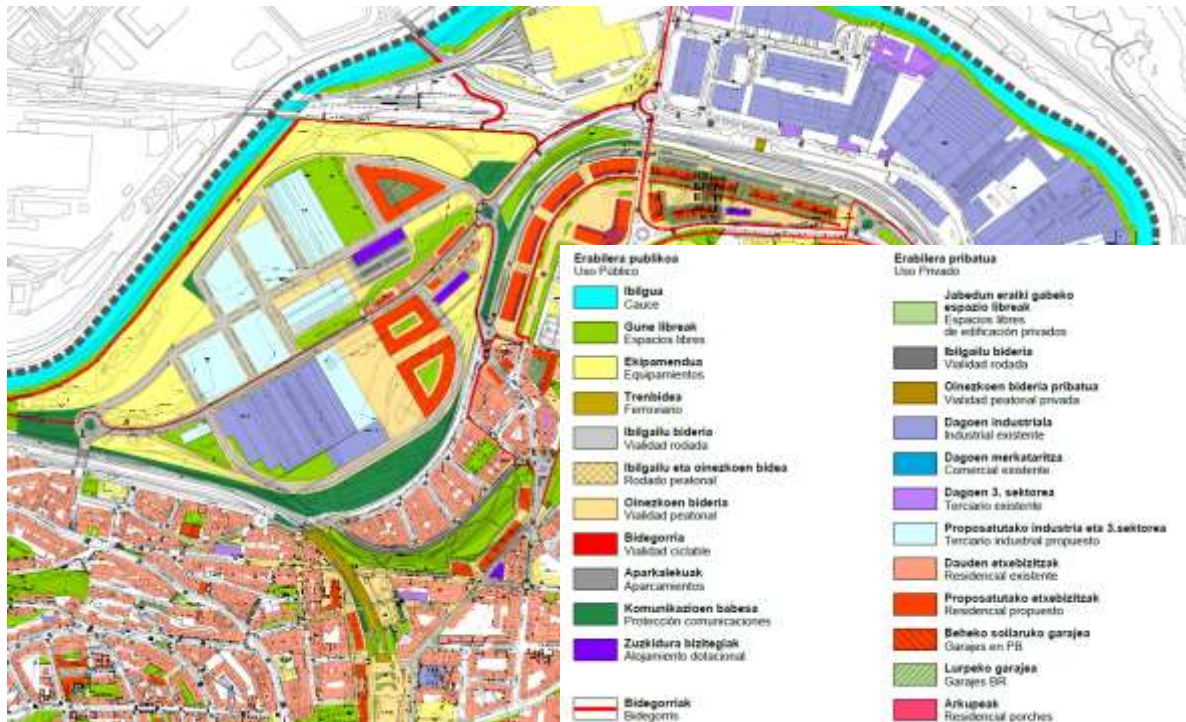 Erabilera publikoa
Uso Público
Ibilgua
Cauce
Gune libreak
Espacios libres
Ekipamendua
Equipamientos
Trenbidea
Ferroviario
Ibilgailu bideria
Vialidad rodada
Ibilgailu eta oinezkoen bidea
Rodado peatonal
Oinezkoen bideria
Vialidad peatonal
Bidegorria
Vialidad ciclable
Aparkalekuak
Aparcamientos
Komunikazioen babesa
Protección comunicaciones
Zuzkidura bizitegiak
Alojamiento dotacional
Bidegorriak
Bidegorris
Erabilera pribatua
Uso Privado
Jabedun eraiki gabeko
espazio libreak
Espacios libres
de estificación privados
Ibilgailu bideria
Vialidad rodada
Oinezkoen bideria pribatua
Vialidad peatonal privada
Dagoen industriala
Industrial existente
Dagoen merkataritza
Comercial existente
Dagoen 3. sektorea
Terciario existente
Proposatutako industria eta 3.sektorea
Terciario industrial propuesto
Dauden etxebizitzak
Residencial existente
Proposatutako etxebizitzak
Residencial propuesto
Beheko soilaruko garajea
Garajes en PB
Lurpeko garajea
Garajes BR
Arkupeak
Residencial porches